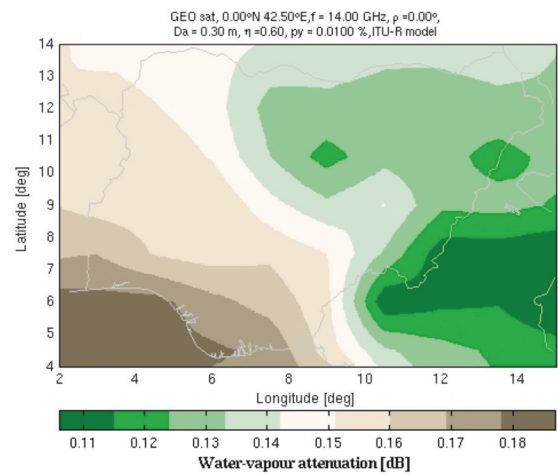 GEO sat, 0.00ºN 42.50ºE,f = 14.00 GHz, ρ =0.00º,
Da = 0.30 m, η =0.60, py = 0.0100 %,ITU-R model
14
13
12
11
10
9
8
7
6
5
4
Latitude [deg]
2 4 6 8 10 12 14
Longitude [deg]
0.11 0.12 0.13 0.14 0.15 0.16 0.17 0.18
Water-vapour attenuation [dB]